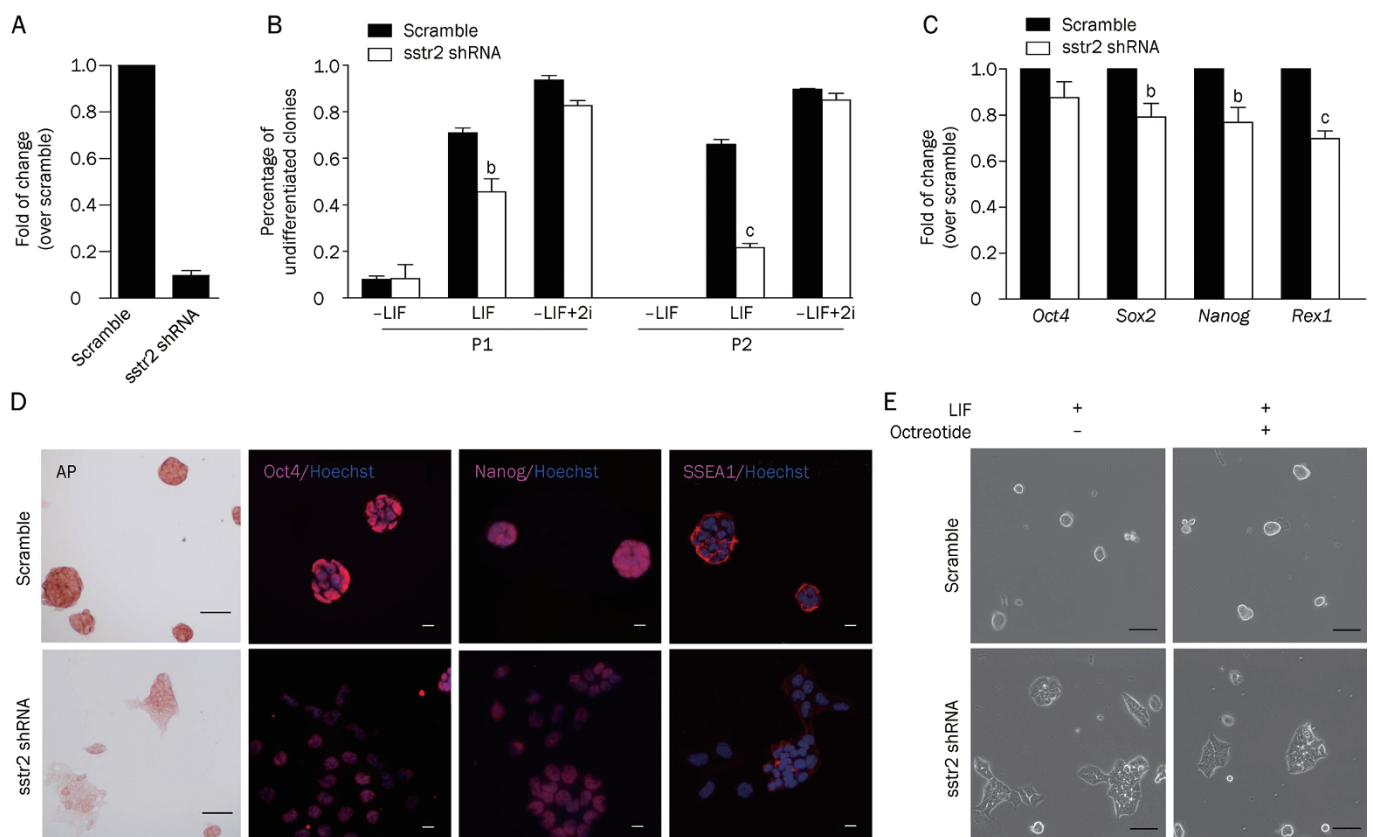 A
Fold of change
(over scramble)
1.0
0.8
0.6
0.4
0.2
0
Scramble
sstr2 shRNA
B
Scramble
sstr2 shRNA
Percentage of
undifferentiated clonies
1.0
0.8
0.6
0.4
0.2
0
b
c
–LIF LIF –LIF+2i –LIF LIF –LIF+2i
P1 P2
C
Scramble
sstr2 shRNA
Fold of change
(over scramble)
1.0
0.8
0.6
0.4
0.2
0
b b c
Oct4 Sox2 Nanog Rex1
D
AP
Oct4/Hoechst
Nanog/Hoechst
SSEA1/Hoechst
Scramble
sstr2 shRNA
E
LIF + +
Octreotide – +
Scramble
sstr2 shRNA